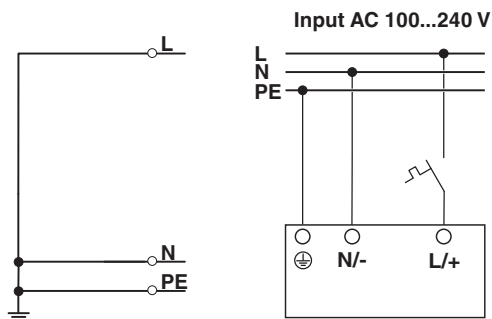 Input AC 100...240 V
L
N
PE
L
N
PE
N/-
L/+